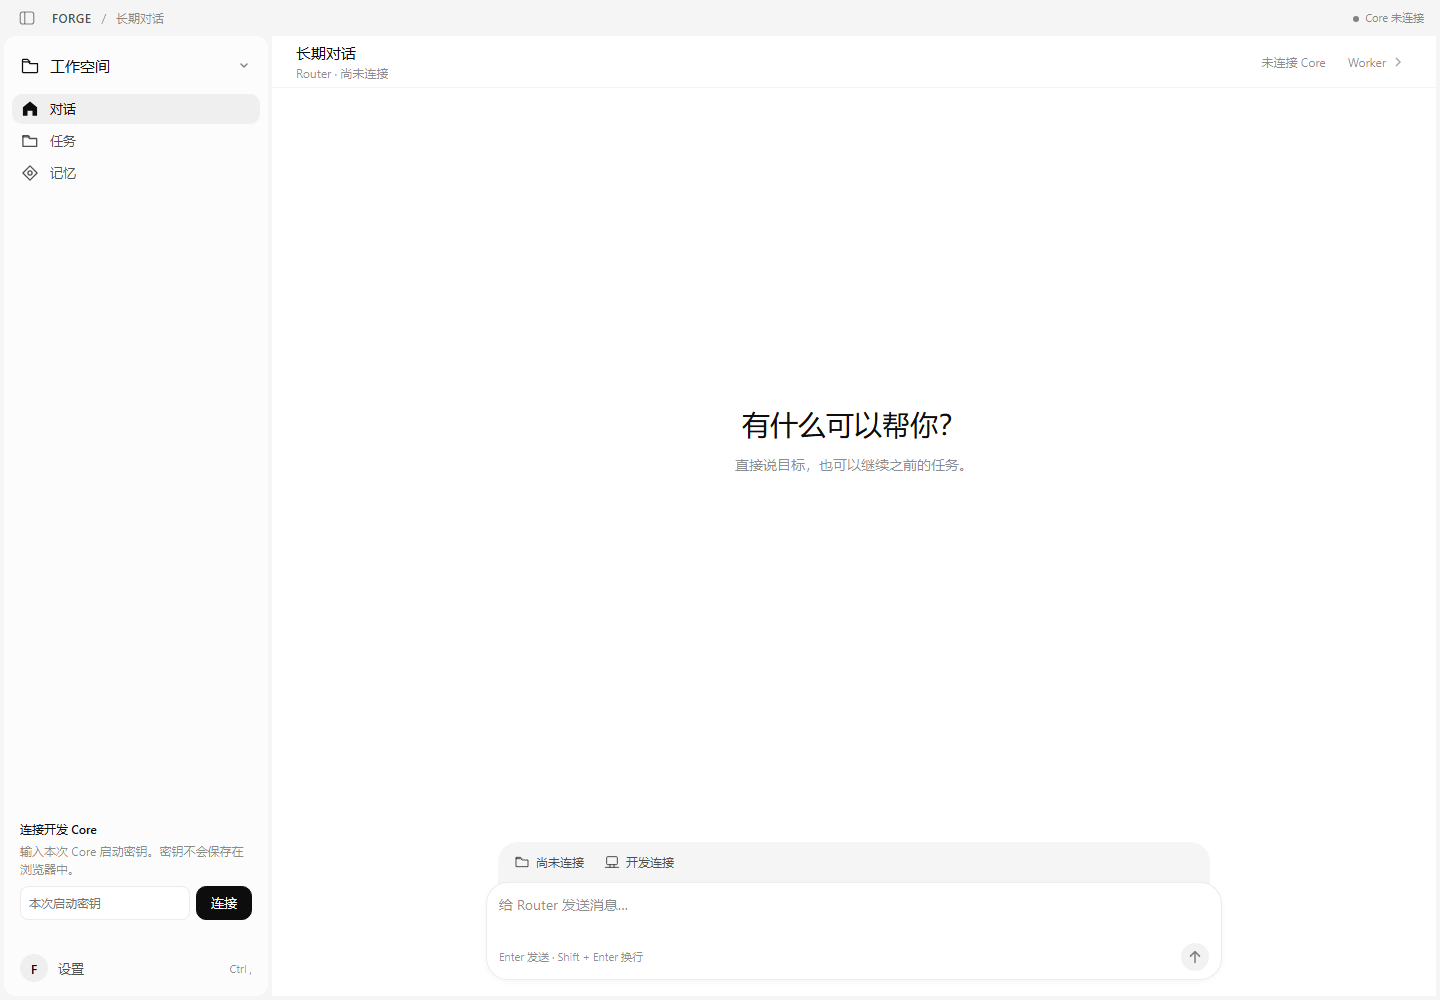 FORGE / 长期对话
Core 未连接
工作空间
对话
任务
记忆
连接开发 Core
输入本次 Core 启动密钥。密钥不会保存在
浏览器中。
本次启动密钥
连接
F 设置 Ctrl ,
长期对话
Router · 尚未连接
未连接 Core
Worker
有什么可以帮你？
直接说目标，也可以继续之前的任务。
尚未连接
开发连接
给 Router 发送消息...
Enter 发送 · Shift + Enter 换行